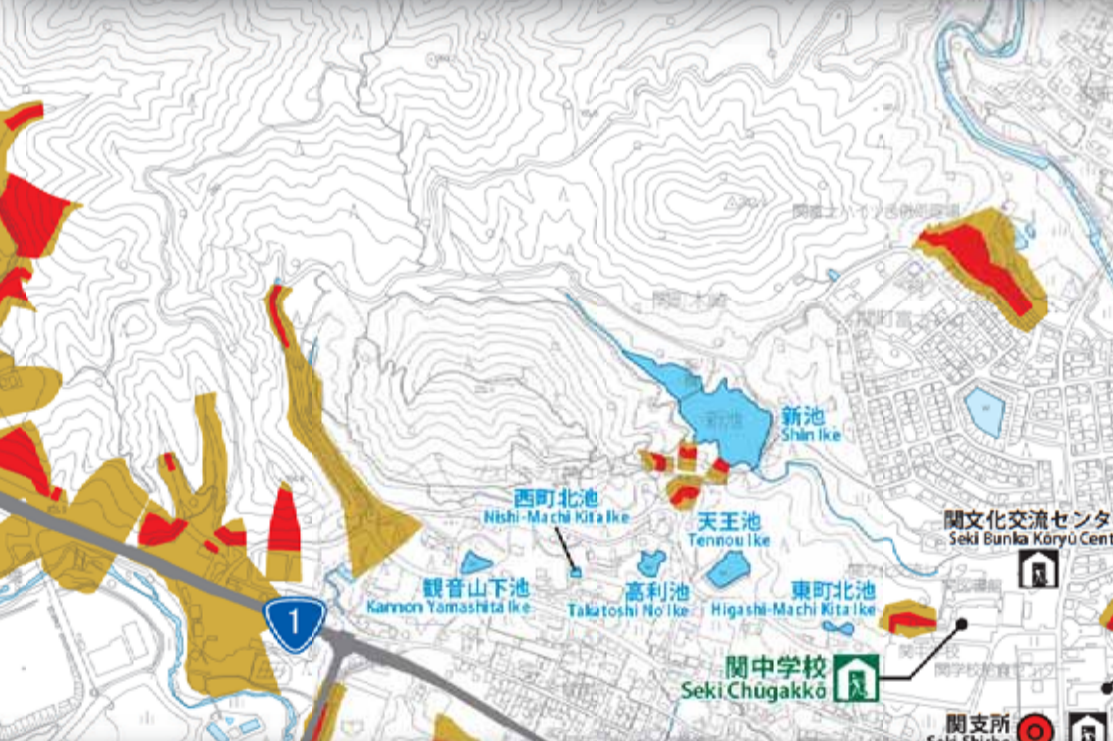 新池
Shin Ike
新池
西町北池
Nishi-Machi Kita Ike
天王池
Tennou Ike
関文化交流センタ
Seki Bunka Kōryū Cent
観音山下池
Kannon Yamashita Ike
高利池
Takatoshi No Ike
東町北池
Higashi-Machi Kita Ike
1
関中学校
Seki Chūgakkō
関支所